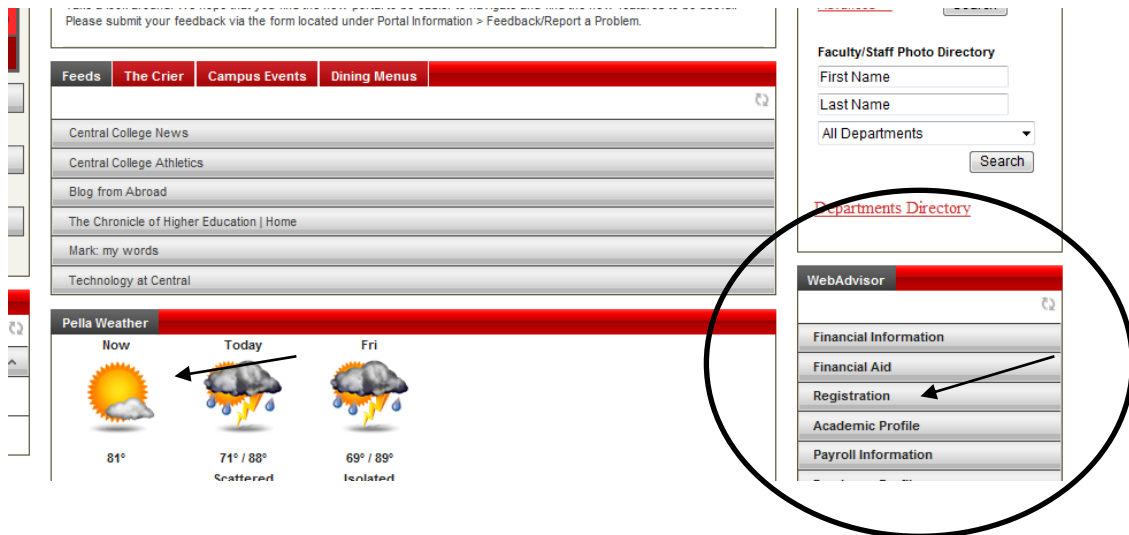 Please submit your feedback via the form located under Portal Information > Feedback/Report a Problem.
Feeds The Crier Campus Events Dining Menus
Central College News
Central College Athletics
Blog from Abroad
The Chronicle of Higher Education | Home
Mark: my words
Technology at Central
Pella Weather
Now Today Fri
81° 71° / 88° 69° / 89°
Scattered Isolated
Faculty/Staff Photo Directory
First Name
Last Name
All Departments
Search
Departments Directory
WebAdvisor
Financial Information
Financial Aid
Registration
Academic Profile
Payroll Information